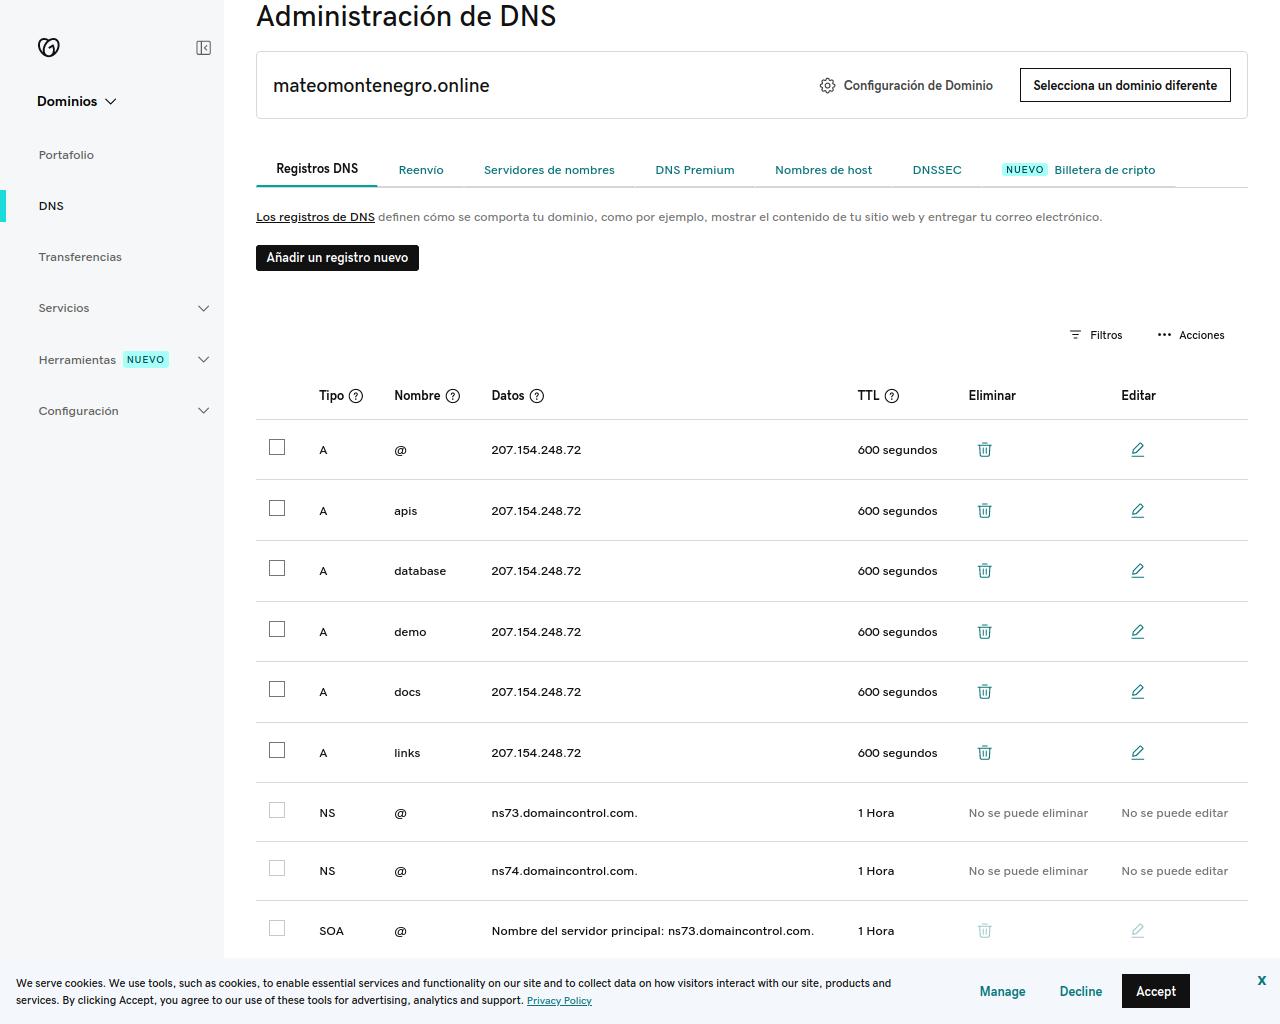 Administración de DNS
mateomontenegro.online
Configuración de Dominio
Selecciona un dominio diferente
Dominios
Portafolio
DNS
Transferencias
Servicios
Herramientas NUEVO
Configuración
Registros DNS
Reenvío
Servidores de nombres
DNS Premium
Nombres de host
DNSSEC
NUEVO Billetera de cripto
Los registros de DNS definen cómo se comporta tu dominio, como por ejemplo, mostrar el contenido de tu sitio web y entregar tu correo electrónico.
Añadir un registro nuevo
Filtros
••• Acciones
Tipo ? Nombre ? Datos ? TTL ? Eliminar Editar
A @ 207.154.248.72 600 segundos
A apis 207.154.248.72 600 segundos
A database 207.154.248.72 600 segundos
A demo 207.154.248.72 600 segundos
A docs 207.154.248.72 600 segundos
A links 207.154.248.72 600 segundos
NS @ ns73.domaincontrol.com. 1 Hora No se puede eliminar No se puede editar
NS @ ns74.domaincontrol.com. 1 Hora No se puede eliminar No se puede editar
SOA @ Nombre del servidor principal: ns73.domaincontrol.com. 1 Hora
We serve cookies. We use tools, such as cookies, to enable essential services and functionality on our site and to collect data on how visitors interact with our site, products and
services. By clicking Accept, you agree to our use of these tools for advertising, analytics and support. Privacy Policy
Manage
Decline
Accept
X